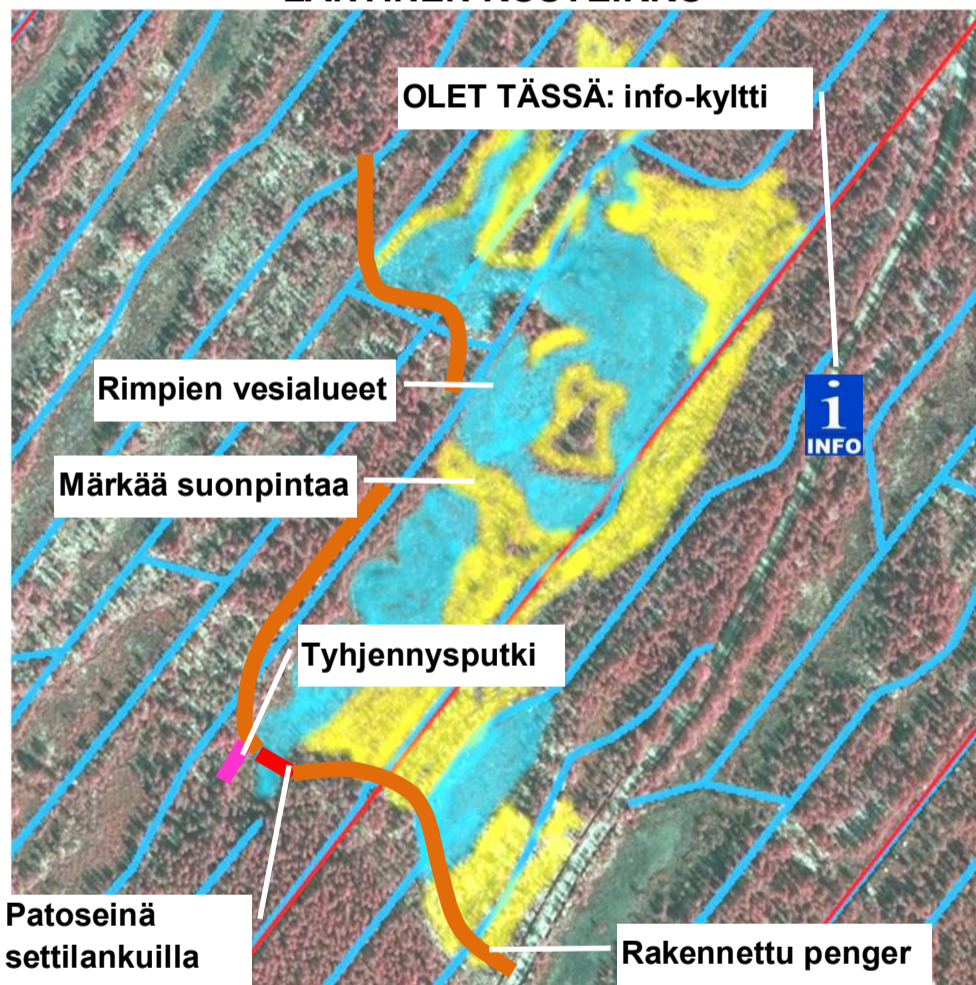 OLET TÄSSÄ: info-kyltti
i
INFO
Rimpien vesialueet
Märkää suonpintaa
Tyhjennysputki
Patoseinä
settilankuilla
Rakennettu penger